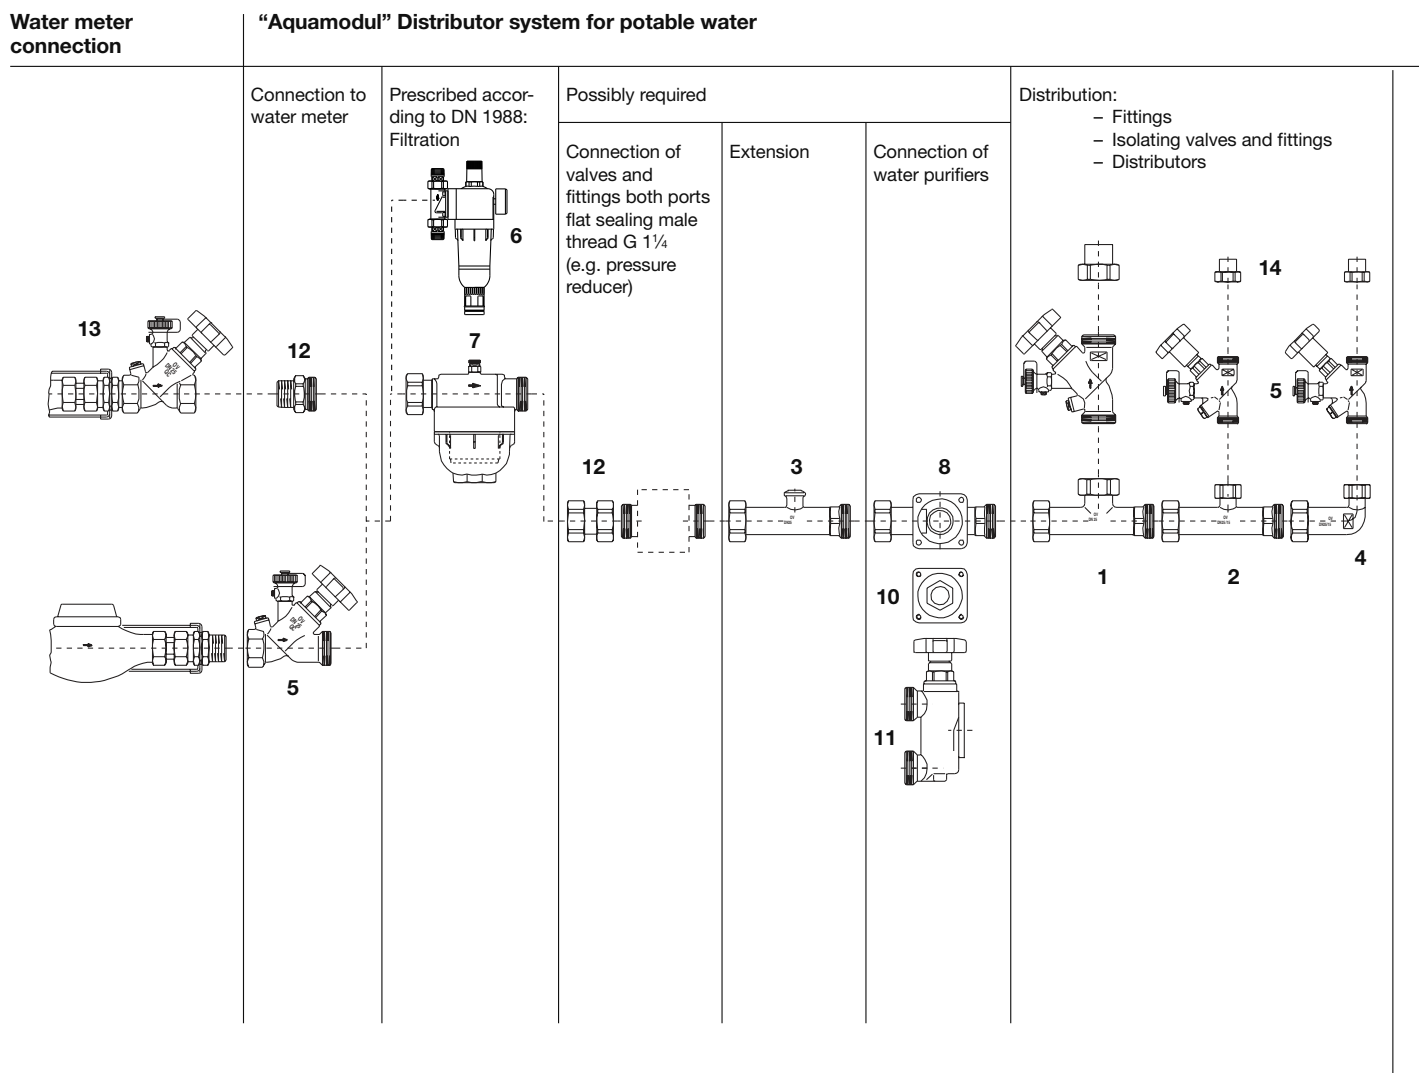 Water meter
connection
“Aquamodul” Distributor system for potable water
Connection to
water meter
Prescribed accor-
ding to DN 1988:
Filtration
Possibly required
Connection of
valves and
fittings both ports
flat sealing male
thread G 1¼
(e.g. pressure
reducer)
Extension
Connection of
water purifiers
Distribution:
– Fittings
– Isolating valves and fittings
– Distributors
6
14
13
12
7
5
12
3
8
1
2
4
10
5
11